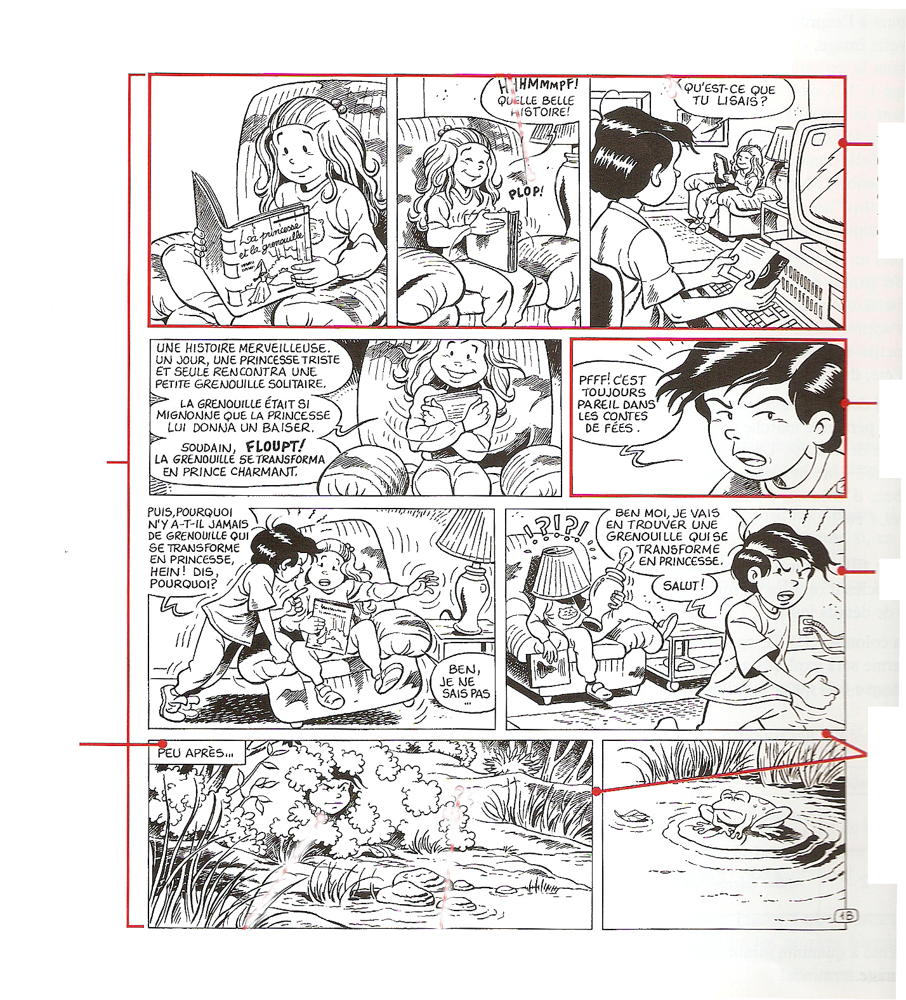 La princesse
et la grenouille
HHHMMMPF!
QUELLE BELLE
HISTOIRE!
PLOP!
QU'EST-CE QUE
TU LISAIS?
UNE HISTOIRE MERVEILLEUSE.
UN JOUR, UNE PRINCESSE TRISTE
ET SEULE RENCONTRA UNE
PETITE GRENOUILLE SOLITAIRE.
LA GRENOUILLE ÉTAIT SI
MIGNONNE QUE LA PRINCESSE
LUI DONNA UN BAISER.
SOUDAIN, FLOUPT!
LA GRENOUILLE SE TRANSFORMA
EN PRINCE CHARMANT.
PFFF! C'EST
TOUJOURS
PAREIL DANS
LES CONTES
DE FÉES.
PUIS, POURQUOI
N'Y A-T-IL JAMAIS
DE GRENOUILLE QUI
SE TRANSFORME
EN PRINCESSE,
HEIN! DIS,
POURQUOI?
BEN,
JE NE
SAIS PAS
...
!?!?!
BEN MOI, JE VAIS
EN TROUVER UNE
GRENOUILLE QUI SE
TRANSFORME
EN PRINCESSE.
SALUT!
PEU APRÈS...
1B